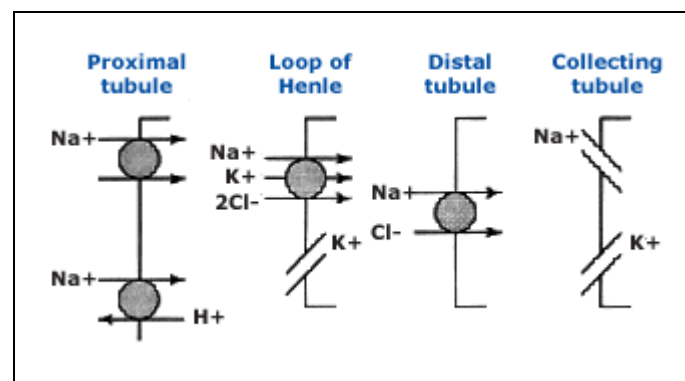 Proximal
tubule
Loop of
Henle
Distal
tubule
Collecting
tubule
Na+
Na+
H+
Na+
K+
2Cl-
K+
Na+
Cl-
Na+
K+